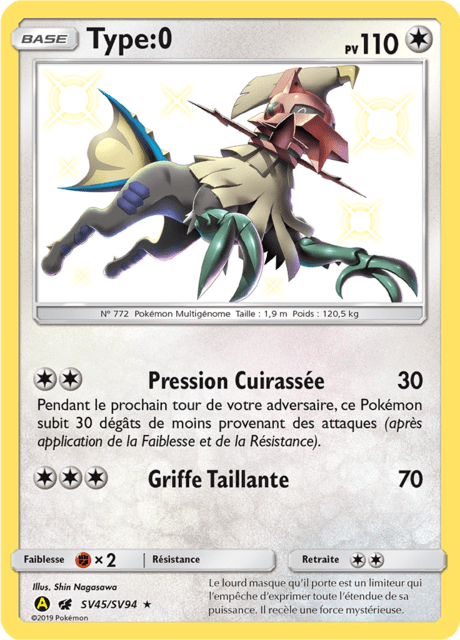 BASE Type:0 PV 110
N° 772 Pokémon Multigénome Taille : 1,9 m Poids : 120,5 kg
Pression Cuirassée 30
Pendant le prochain tour de votre adversaire, ce Pokémon
subit 30 dégâts de moins provenant des attaques (après
application de la Faiblesse et de la Résistance).
Griffe Taillante 70
Faiblesse ×2 Résistance Retraite
Illus. Shin Nagasawa
A SV45/SV94 ★
©2019 Pokémon
Le lourd masque qu'il porte est un limiteur qui
l'empêche d'exprimer toute l'étendue de sa
puissance. Il recèle une force mystérieuse.